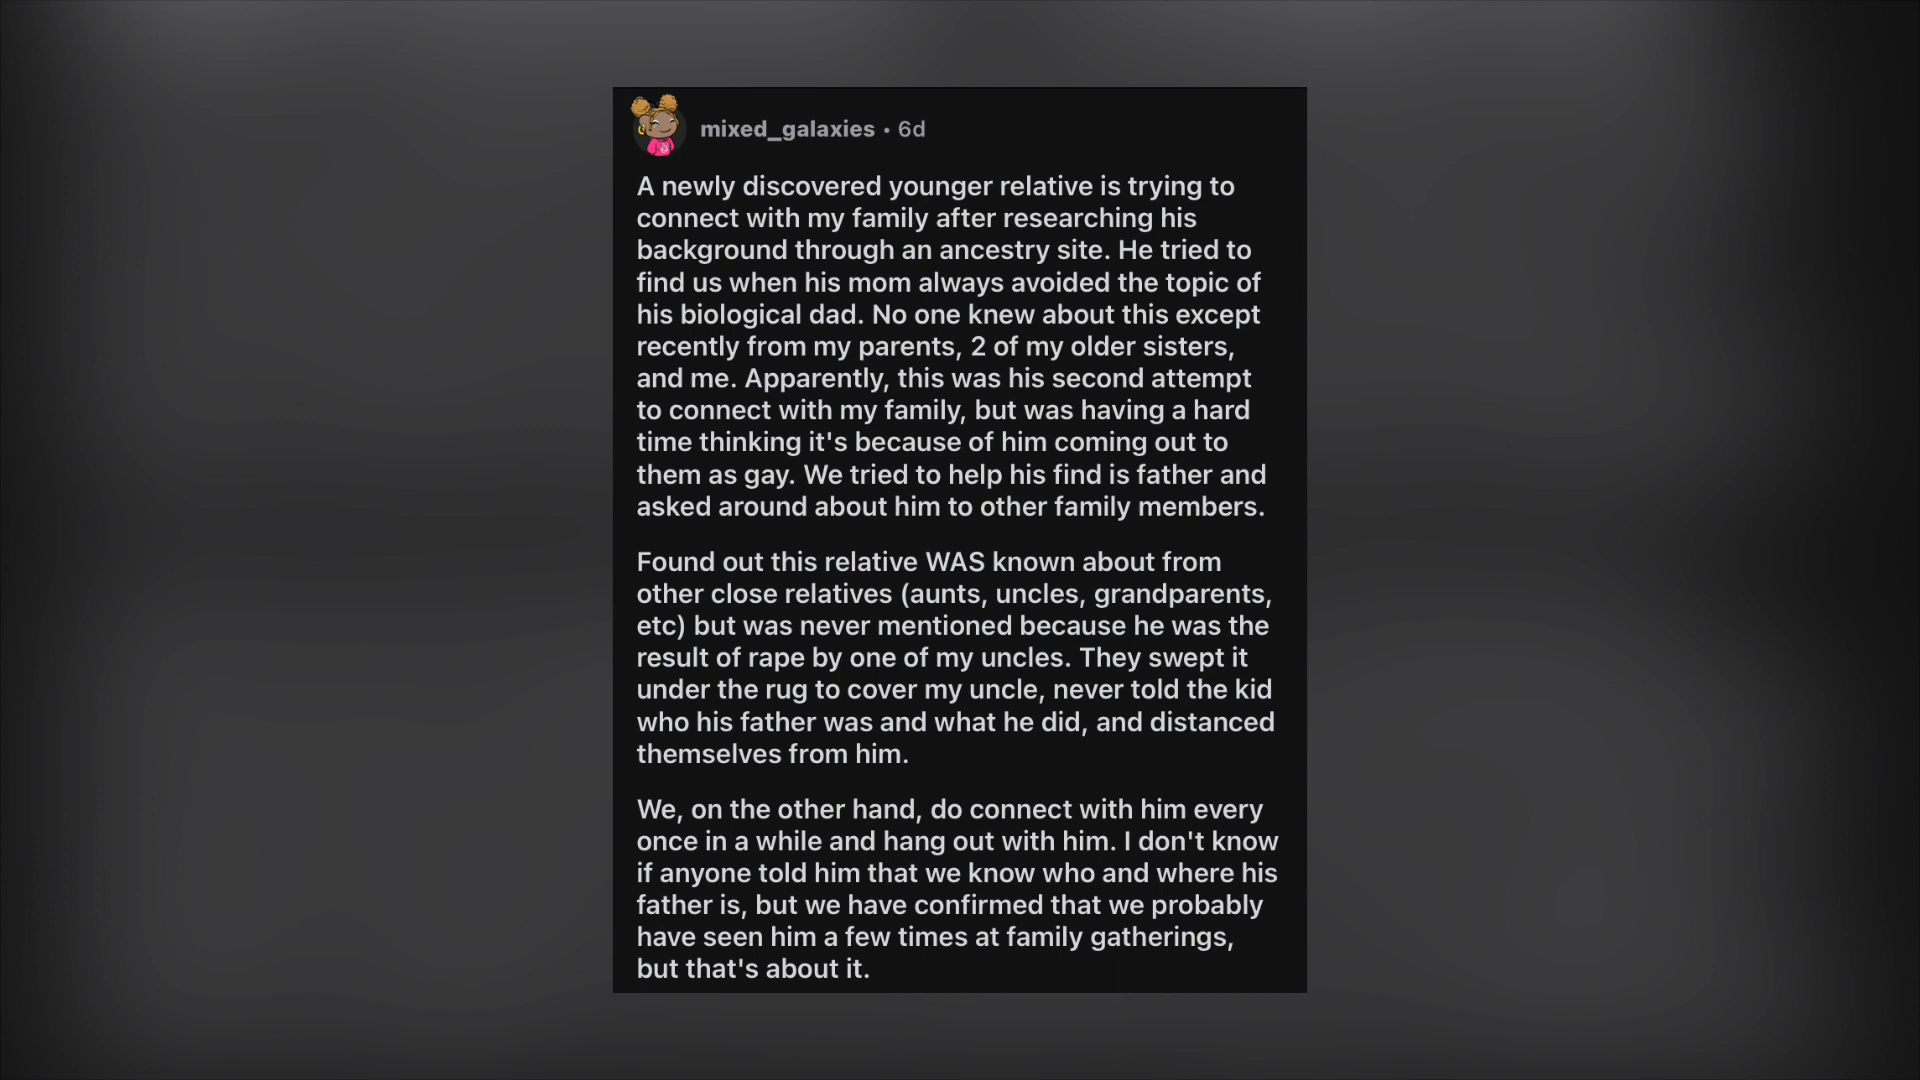 mixed_galaxies • 6d
A newly discovered younger relative is trying to
connect with my family after researching his
background through an ancestry site. He tried to
find us when his mom always avoided the topic of
his biological dad. No one knew about this except
recently from my parents, 2 of my older sisters,
and me. Apparently, this was his second attempt
to connect with my family, but was having a hard
time thinking it's because of him coming out to
them as gay. We tried to help his find is father and
asked around about him to other family members.
Found out this relative WAS known about from
other close relatives (aunts, uncles, grandparents,
etc) but was never mentioned because he was the
result of rape by one of my uncles. They swept it
under the rug to cover my uncle, never told the kid
who his father was and what he did, and distanced
themselves from him.
We, on the other hand, do connect with him every
once in a while and hang out with him. I don't know
if anyone told him that we know who and where his
father is, but we have confirmed that we probably
have seen him a few times at family gatherings,
but that's about it.